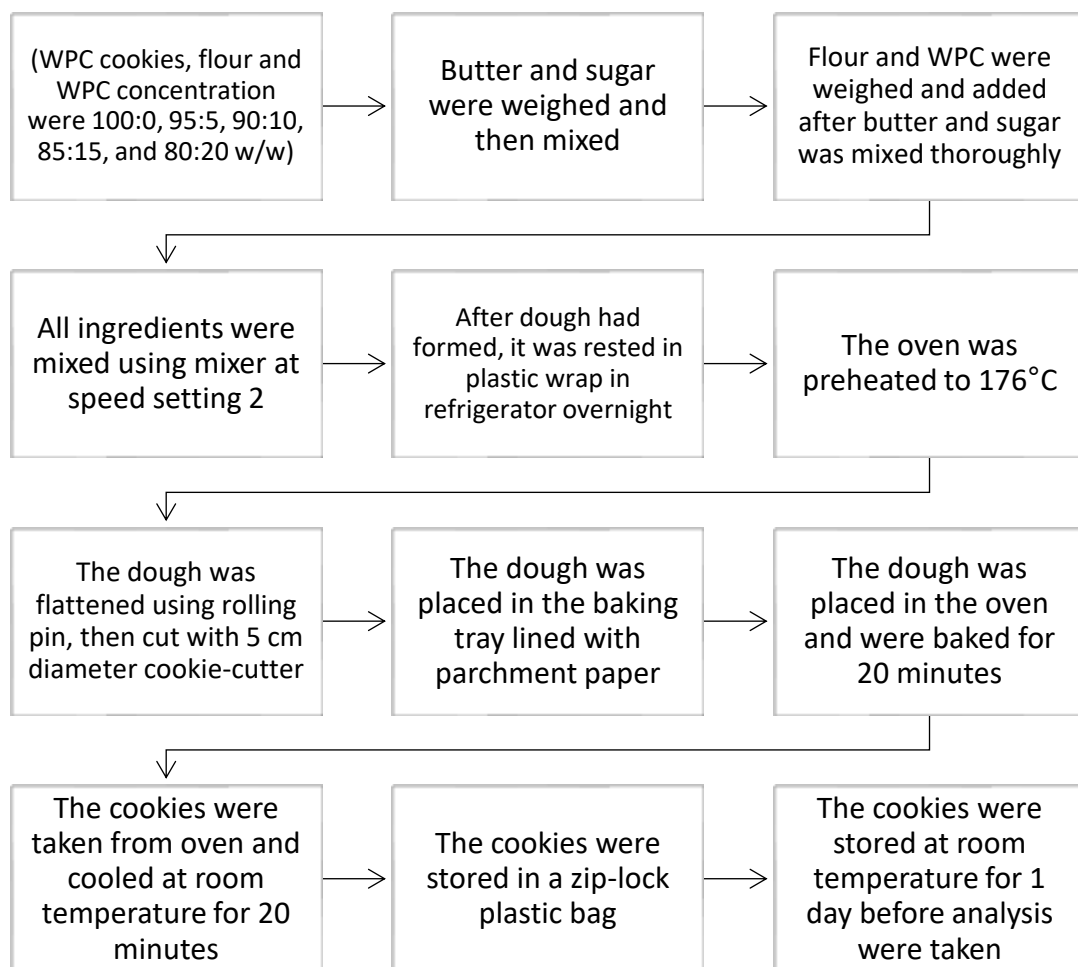 (WPC cookies, flour and
WPC concentration
were 100:0, 95:5, 90:10,
85:15, and 80:20 w/w)
Butter and sugar
were weighed and
then mixed
Flour and WPC were
weighed and added
after butter and sugar
was mixed thoroughly
All ingredients were
mixed using mixer at
speed setting 2
After dough had
formed, it was rested in
plastic wrap in
refrigerator overnight
The oven was
preheated to 176°C
The dough was
flattened using rolling
pin, then cut with 5 cm
diameter cookie-cutter
The dough was
placed in the baking
tray lined with
parchment paper
The dough was
placed in the oven
and were baked for
20 minutes
The cookies were
taken from oven and
cooled at room
temperature for 20
minutes
The cookies were
stored in a zip-lock
plastic bag
The cookies were
stored at room
temperature for 1
day before analysis
were taken